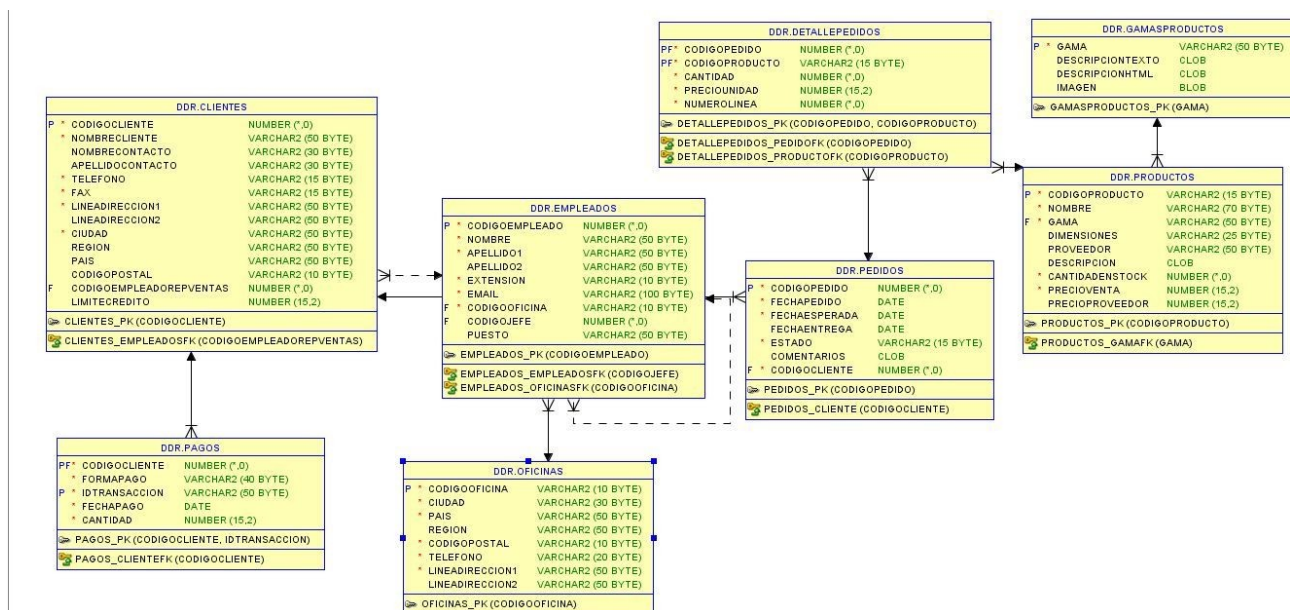 DDR.CLIENTES
P * CODIGOCLIENTE NUMBER (*,0)
* NOMBRECLIENTE VARCHAR2 (50 BYTE)
NOMBRECONTACTO VARCHAR2 (30 BYTE)
APELLIDOCONTACTO VARCHAR2 (30 BYTE)
* TELEFONO VARCHAR2 (15 BYTE)
* FAX VARCHAR2 (15 BYTE)
* LINEADIRECCION1 VARCHAR2 (50 BYTE)
LINEADIRECCION2 VARCHAR2 (50 BYTE)
* CIUDAD VARCHAR2 (50 BYTE)
REGION VARCHAR2 (50 BYTE)
PAIS VARCHAR2 (50 BYTE)
CODIGOPOSTAL VARCHAR2 (10 BYTE)
F CODIGOEMPLEADOREPVENTAS NUMBER (*,0)
LIMITECREDITO NUMBER (15,2)
CLIENTES_PK (CODIGOCLIENTE)
CLIENTES_EMPLEADOSFK (CODIGOEMPLEADOREPVENTAS)
DDR.PAGOS
PF* CODIGOCLIENTE NUMBER (*,0)
* FORMAPAGO VARCHAR2 (40 BYTE)
P * IDTRANSACCION VARCHAR2 (50 BYTE)
* FECHAPAGO DATE
* CANTIDAD NUMBER (15,2)
PAGOS_PK (CODIGOCLIENTE, IDTRANSACCION)
PAGOS_CLIENTEFK (CODIGOCLIENTE)
DDR.EMPLEADOS
P * CODIGOEMPLEADO NUMBER (*,0)
* NOMBRE VARCHAR2 (50 BYTE)
* APELLIDO1 VARCHAR2 (50 BYTE)
APELLIDO2 VARCHAR2 (50 BYTE)
* EXTENSION VARCHAR2 (10 BYTE)
* EMAIL VARCHAR2 (100 BYTE)
F * CODIGOOFICINA VARCHAR2 (10 BYTE)
F CODIGOJEFE NUMBER (*,0)
PUESTO VARCHAR2 (50 BYTE)
EMPLEADOS_PK (CODIGOEMPLEADO)
EMPLEADOS_EMPLEADOSFK (CODIGOJEFE)
EMPLEADOS_OFICINASFK (CODIGOOFICINA)
DDR.OFICINAS
P * CODIGOOFICINA VARCHAR2 (10 BYTE)
* CIUDAD VARCHAR2 (30 BYTE)
* PAIS VARCHAR2 (50 BYTE)
REGION VARCHAR2 (50 BYTE)
* CODIGOPOSTAL VARCHAR2 (10 BYTE)
* TELEFONO VARCHAR2 (20 BYTE)
* LINEADIRECCION1 VARCHAR2 (50 BYTE)
LINEADIRECCION2 VARCHAR2 (50 BYTE)
OFICINAS_PK (CODIGOOFICINA)
DDR.DETALLEPEDIDOS
PF* CODIGOPEDIDO NUMBER (*,0)
PF* CODIGOPRODUCTO VARCHAR2 (15 BYTE)
* CANTIDAD NUMBER (*,0)
* PRECIOUNIDAD NUMBER (15,2)
* NUMEROLINEA NUMBER (*,0)
DETALLEPEDIDOS_PK (CODIGOPEDIDO, CODIGOPRODUCTO)
DETALLEPEDIDOS_PEDIDOFK (CODIGOPEDIDO)
DETALLEPEDIDOS_PRODUCTOFK (CODIGOPRODUCTO)
DDR.PEDIDOS
P * CODIGOPEDIDO NUMBER (*,0)
* FECHAPEDIDO DATE
* FECHAESPERADA DATE
FECHAENTREGA DATE
* ESTADO VARCHAR2 (15 BYTE)
COMENTARIOS CLOB
F * CODIGOCLIENTE NUMBER (*,0)
PEDIDOS_PK (CODIGOPEDIDO)
PEDIDOS_CLIENTE (CODIGOCLIENTE)
DDR.GAMASPRODUCTOS
P * GAMA VARCHAR2 (50 BYTE)
DESCRIPCIONTEXTO CLOB
DESCRIPCIONHTML CLOB
IMAGEN BLOB
GAMASPRODUCTOS_PK (GAMA)
DDR.PRODUCTOS
P * CODIGOPRODUCTO VARCHAR2 (15 BYTE)
* NOMBRE VARCHAR2 (70 BYTE)
F * GAMA VARCHAR2 (50 BYTE)
DIMENSIONES VARCHAR2 (25 BYTE)
PROVEEDOR VARCHAR2 (50 BYTE)
DESCRIPCION CLOB
* CANTIDADENSTOCK NUMBER (*,0)
* PRECIOVENTA NUMBER (15,2)
PRECIOPROVEEDOR NUMBER (15,2)
PRODUCTOS_PK (CODIGOPRODUCTO)
PRODUCTOS_GAMAFK (GAMA)